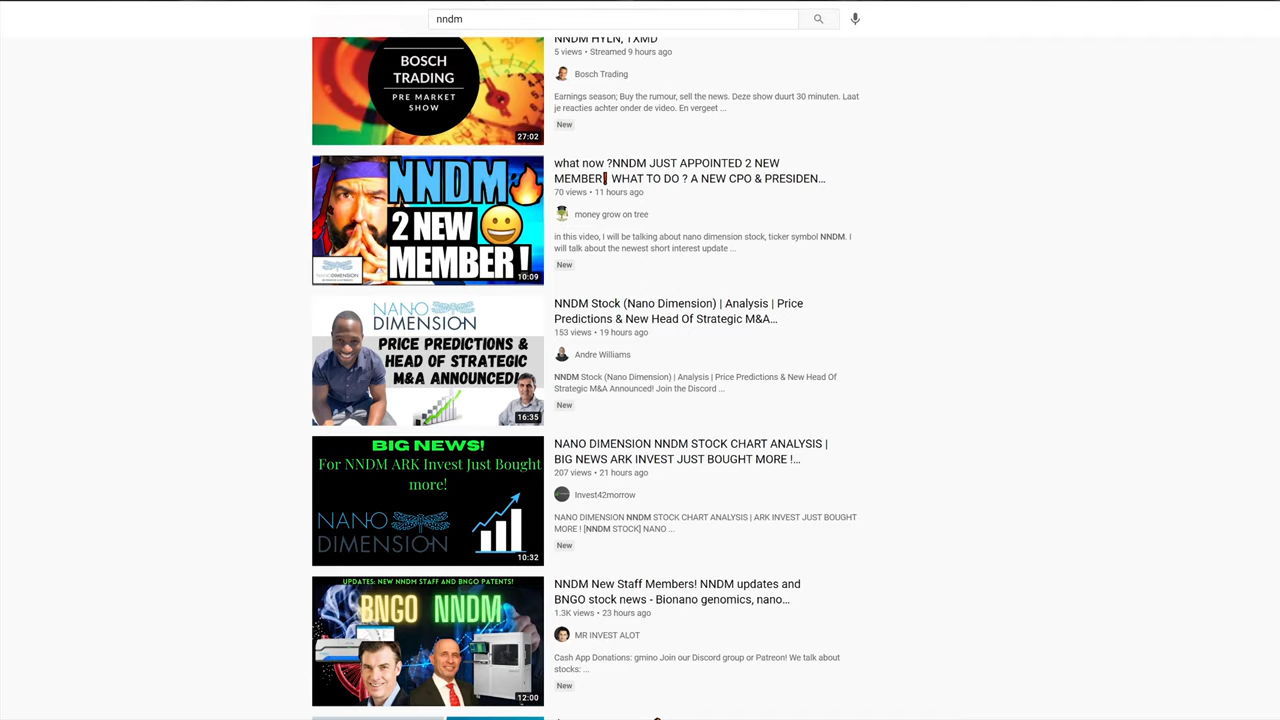 nndm
NNDM HYLN, TXMD
5 views • Streamed 9 hours ago
BOSCH
TRADING
PRE MARKET
SHOW
27:02
Bosch Trading
Earnings season; Buy the rumour, sell the news. Deze show duurt 30 minuten. Laat
je reacties achter onder de video. En vergeet ...
New
NNDM
2 NEW
MEMBER!
NANO DIMENSION
10:09
what now ?NNDM JUST APPOINTED 2 NEW
MEMBER❗ WHAT TO DO ? A NEW CPO & PRESIDEN...
70 views • 11 hours ago
money grow on tree
in this video, I will be talking about nano dimension stock, ticker symbol NNDM. I
will talk about the newest short interest update ...
New
NANO
DIMENSION
PRICE PREDICTIONS &
HEAD OF STRATEGIC
M&A ANNOUNCED!
16:35
NNDM Stock (Nano Dimension) | Analysis | Price
Predictions & New Head Of Strategic M&A...
153 views • 19 hours ago
Andre Williams
NNDM Stock (Nano Dimension) | Analysis | Price Predictions & New Head Of
Strategic M&A Announced! Join the Discord ...
New
BIG NEWS!
For NNDM ARK Invest Just Bought
more!
NANO
DIMENSION
10:32
NANO DIMENSION NNDM STOCK CHART ANALYSIS |
BIG NEWS ARK INVEST JUST BOUGHT MORE !...
207 views • 21 hours ago
Invest42morrow
NANO DIMENSION NNDM STOCK CHART ANALYSIS | ARK INVEST JUST BOUGHT
MORE ! [NNDM STOCK] NANO ...
New
UPDATES: NEW NNDM STAFF AND BNGO PATENTS!
BNGO NNDM
12:00
NNDM New Staff Members! NNDM updates and
BNGO stock news - Bionano genomics, nano...
1.3K views • 23 hours ago
MR INVEST ALOT
Cash App Donations: gmino Join our Discord group or Patreon! We talk about
stocks: ...
New